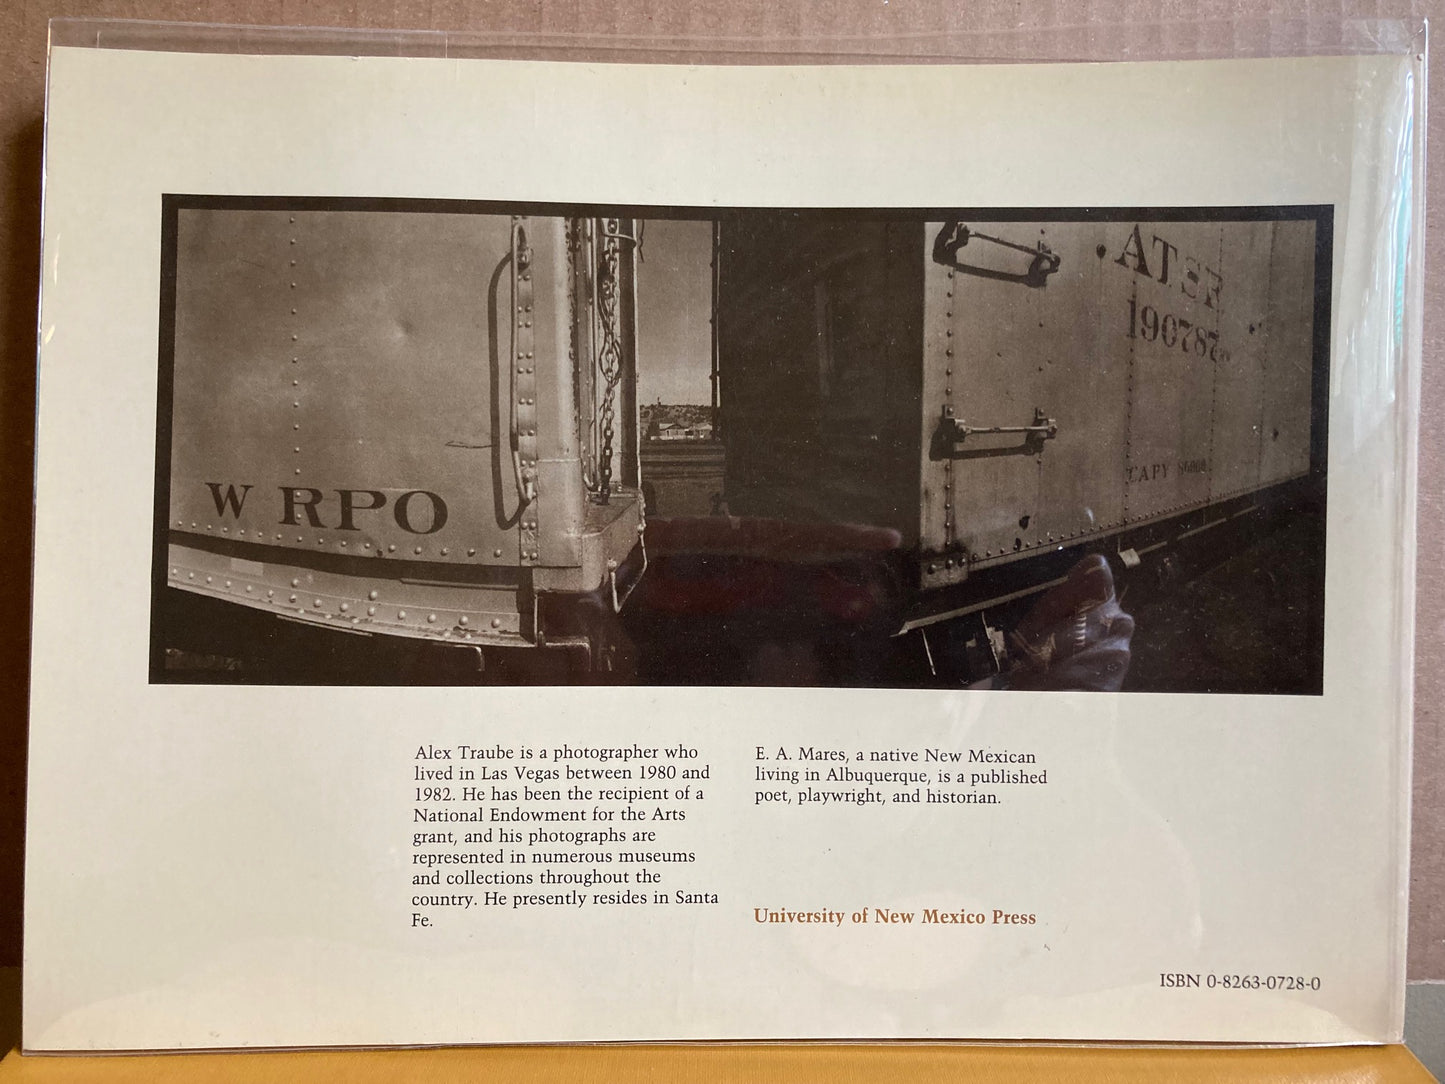 W RPO
ATSF
190787
CAPY
Alex Traube is a photographer who
lived in Las Vegas between 1980 and
1982. He has been the recipient of a
National Endowment for the Arts
grant, and his photographs are
represented in numerous museums
and collections throughout the
country. He presently resides in Santa
Fe.
E. A. Mares, a native New Mexican
living in Albuquerque, is a published
poet, playwright, and historian.
University of New Mexico Press
ISBN 0-8263-0728-0